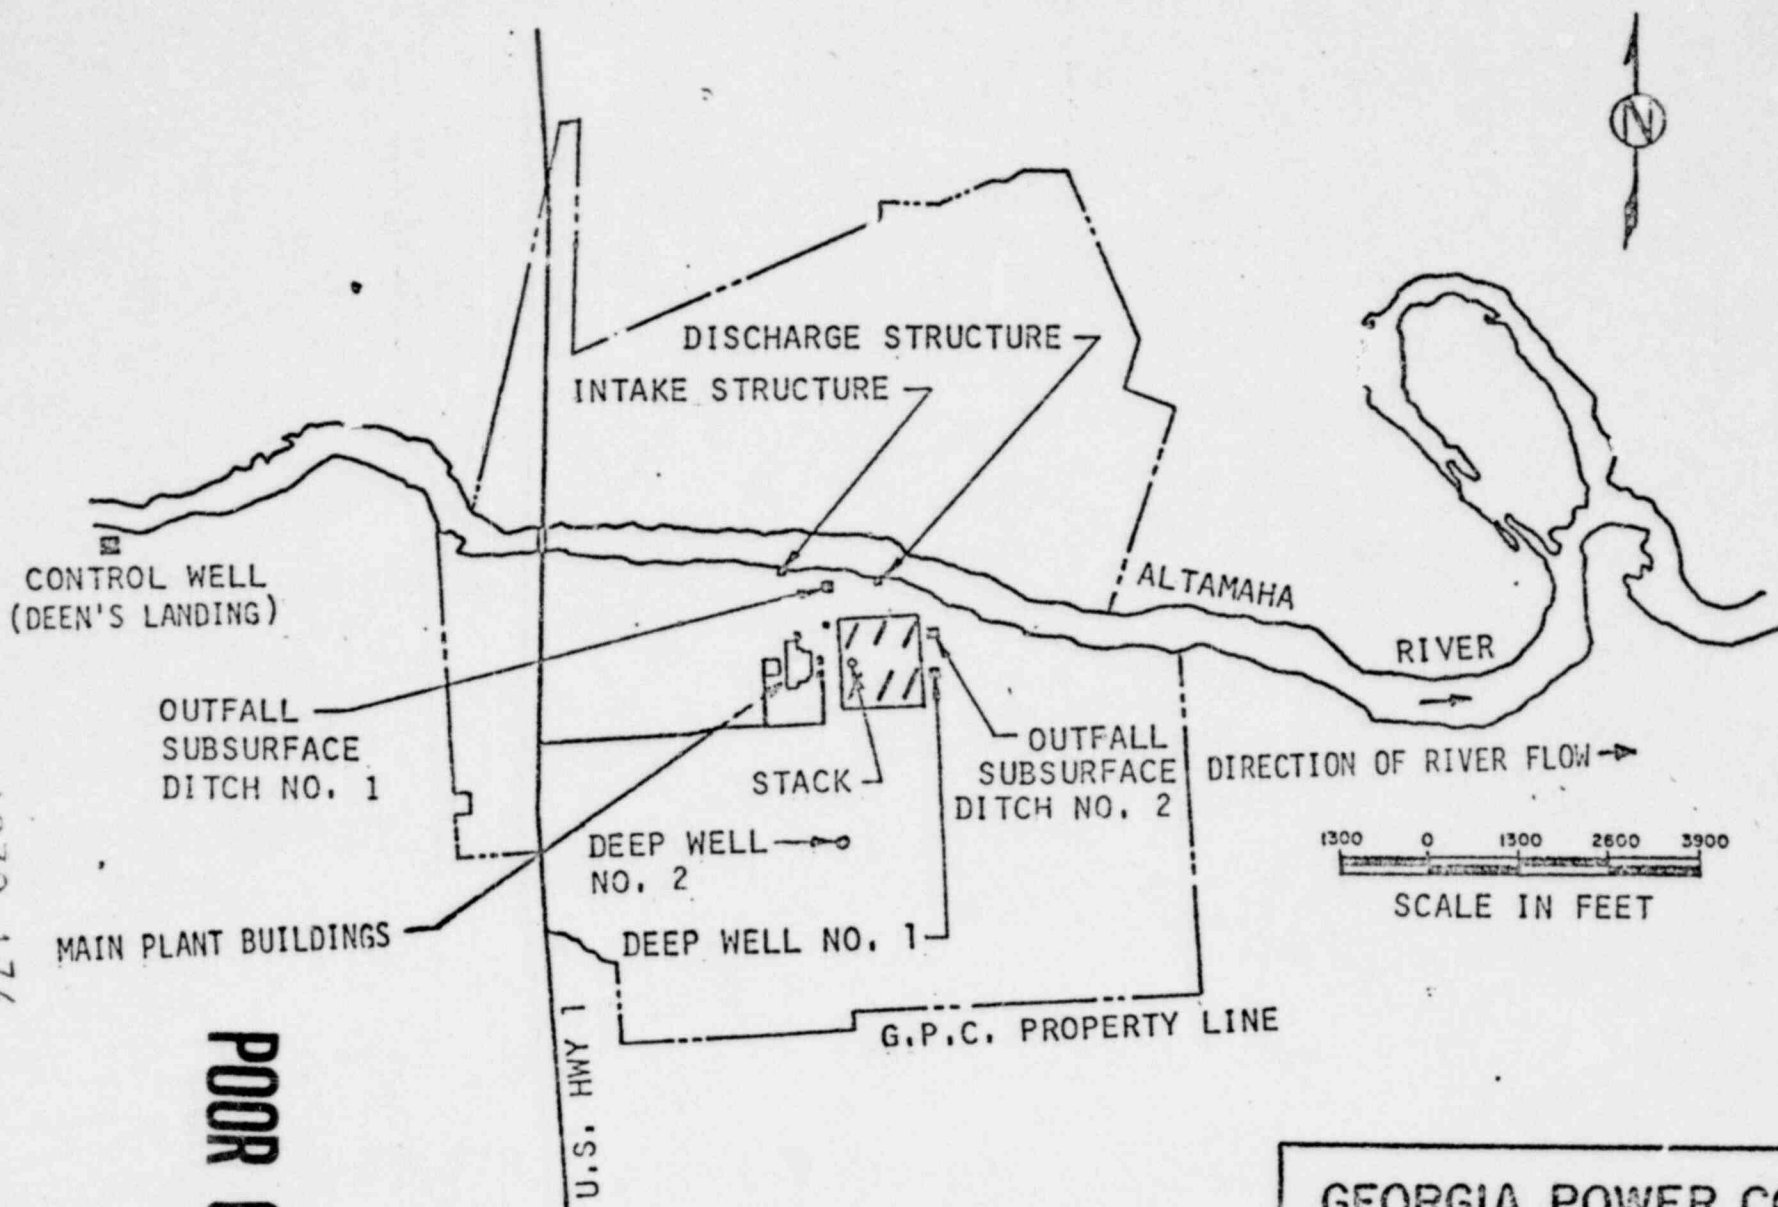 N
DISCHARGE STRUCTURE
INTAKE STRUCTURE
CONTROL WELL
(DEEN'S LANDING)
ALTAMAHA
RIVER
OUTFALL
SUBSURFACE
DITCH NO. 1
STACK
OUTFALL
SUBSURFACE
DITCH NO. 2
DIRECTION OF RIVER FLOW
1300 0 1300 2600 3900
SCALE IN FEET
DEEP WELL
NO. 2
MAIN PLANT BUILDINGS
DEEP WELL NO. 1
G.P.C. PROPERTY LINE
U.S. HWY 1
POOR
GEORGIA POWER